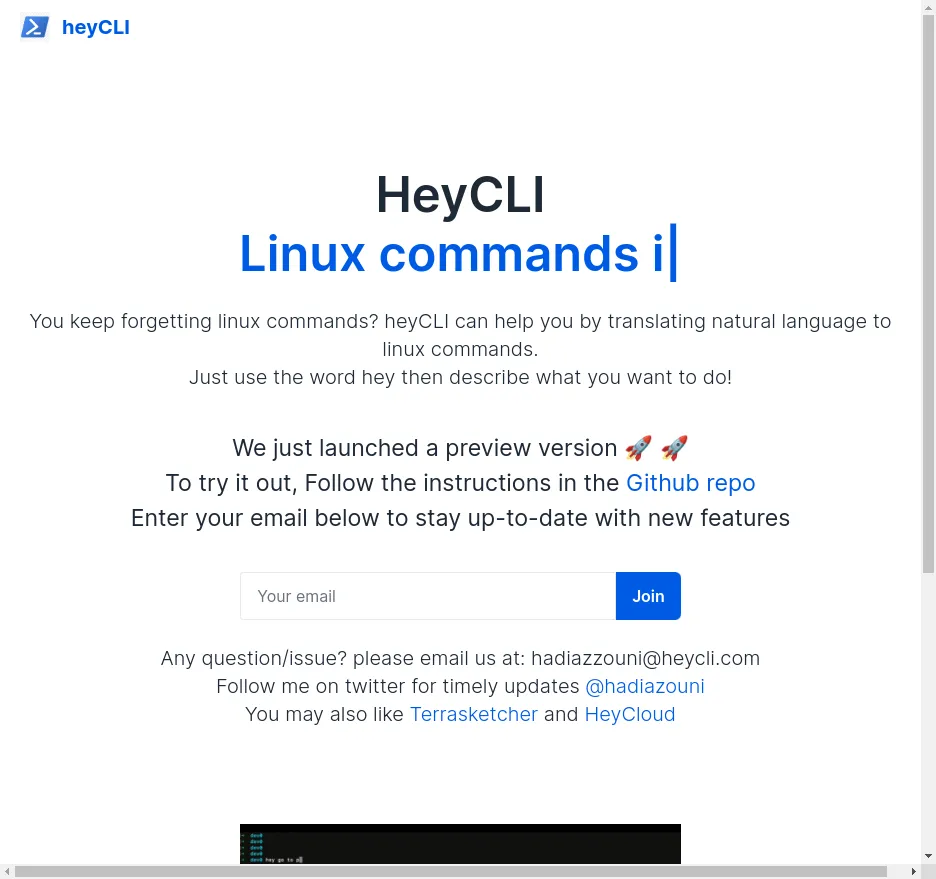 heyCLI
HeyCLI
Linux commands i
You keep forgetting linux commands? heyCLI can help you by translating natural language to
linux commands.
Just use the word hey then describe what you want to do!
We just launched a preview version 🚀 🚀
To try it out, Follow the instructions in the Github repo
Enter your email below to stay up-to-date with new features
Your email
Join
Any question/issue? please email us at: hadiazzouni@heycli.com
Follow me on twitter for timely updates @hadiazouni
You may also like Terrasketcher and HeyCloud
hey go to